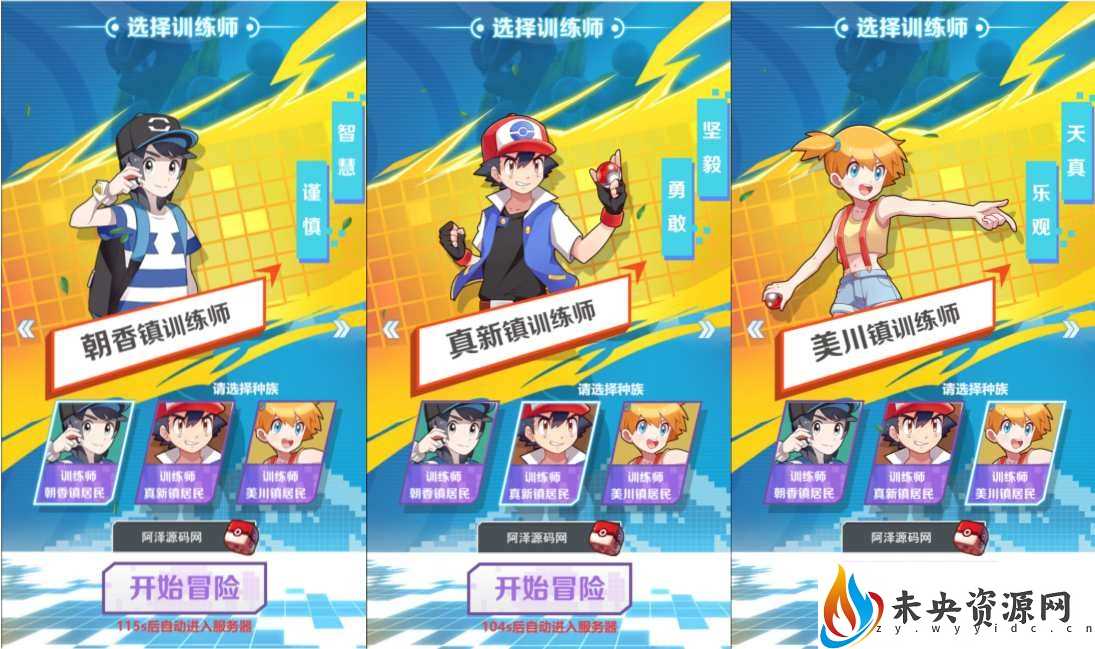 选择训练师
智慧
谨慎
朝香镇训练师
请选择种族
训练师
朝香镇居民
训练师
真新镇居民
训练师
美川镇居民
阿泽源码网
开始冒险
115s后自动进入服务器
选择训练师
坚毅
勇敢
真新镇训练师
请选择种族
训练师
朝香镇居民
训练师
真新镇居民
训练师
美川镇居民
阿泽源码网
开始冒险
104s后自动进入服务器
选择训练师
天真
乐观
美川镇训练师
请选择种族
训练师
朝香镇居民
训练师
真新镇居民
训练师
美川镇居民
阿泽源码网
未央资源网
zy.wyyidc.cn